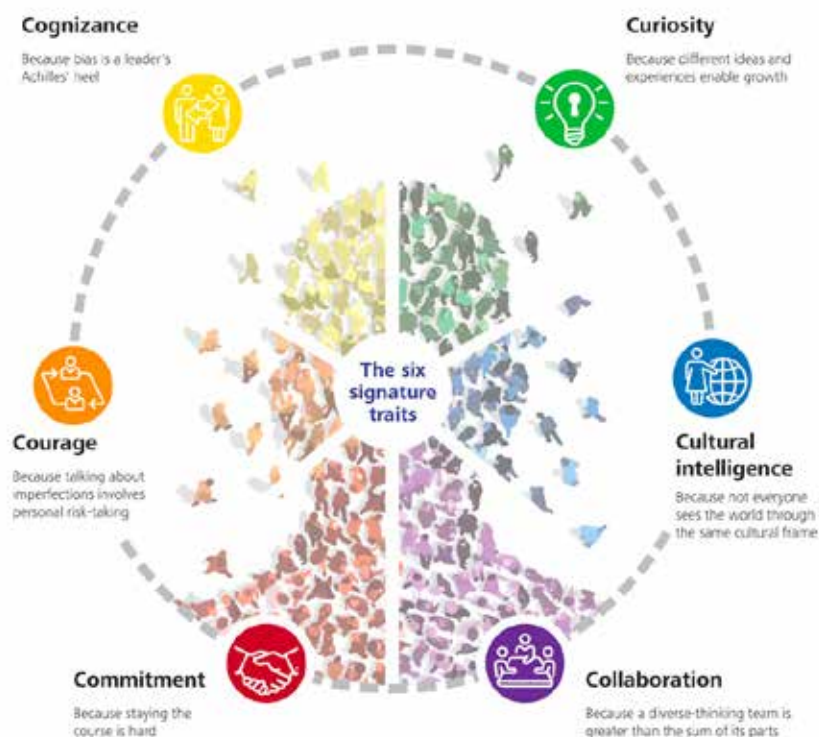 Cognizance
Because bias is a leader's
Achilles' heel
Curiosity
Because different ideas and
experiences enable growth
The six
signature
traits
Courage
Because talking about
imperfections involves
personal risk-taking
Cultural
intelligence
Because not everyone
sees the world through
the same cultural frame
Commitment
Because staying the
course is hard
Collaboration
Because a diverse-thinking team is
greater than the sum of its parts